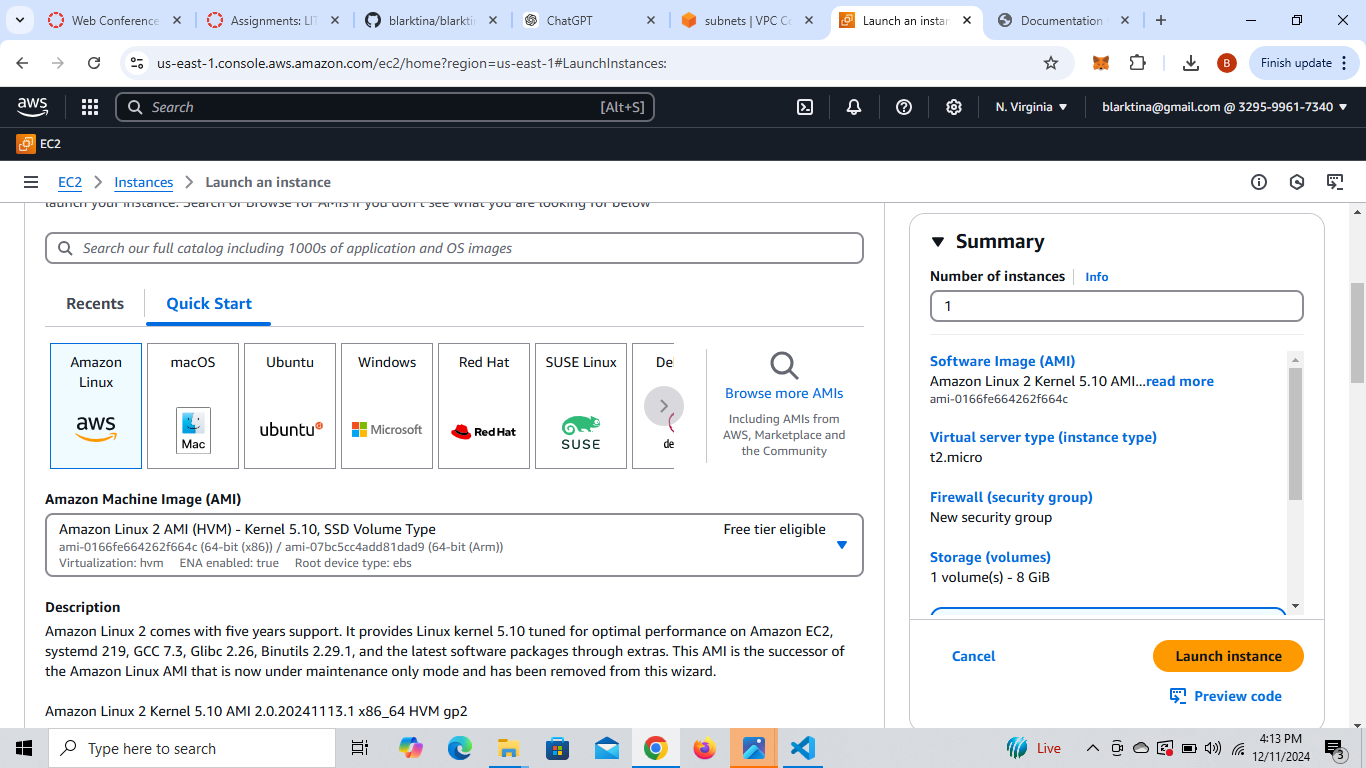 Web Conference
Assignments: LIT
blarktina/blarktin
ChatGPT
subnets | VPC Co
Launch an instan
Documentation
us-east-1.console.aws.amazon.com/ec2/home?region=us-east-1#LaunchInstances:
B
Finish update
aws
Search
[Alt+S]
N. Virginia
blarktina@gmail.com @ 3295-9961-7340
EC2
EC2
Instances
Launch an instance
launch your instance. Search or Browse for AMIs if you don't see what you are looking for below
Search our full catalog including 1000s of application and OS images
Recents
Quick Start
Amazon Linux
aws
macOS
Mac
Ubuntu
ubuntu
Windows
Microsoft
Red Hat
Red Hat
SUSE Linux
SUSE
De
de
Browse more AMIs
Including AMIs from
AWS, Marketplace and
the Community
Amazon Machine Image (AMI)
Amazon Linux 2 AMI (HVM) - Kernel 5.10, SSD Volume Type
Free tier eligible
ami-0166fe664262f664c (64-bit (x86)) / ami-07bc5cc4add81dad9 (64-bit (Arm))
Virtualization: hvm ENA enabled: true Root device type: ebs
Description
Amazon Linux 2 comes with five years support. It provides Linux kernel 5.10 tuned for optimal performance on Amazon EC2,
systemd 219, GCC 7.3, Glibc 2.26, Binutils 2.29.1, and the latest software packages through extras. This AMI is the successor of
the Amazon Linux AMI that is now under maintenance only mode and has been removed from this wizard.
Amazon Linux 2 Kernel 5.10 AMI 2.0.20241113.1 x86_64 HVM gp2
Summary
Number of instances
Info
1
Software Image (AMI)
Amazon Linux 2 Kernel 5.10 AMI...read more
ami-0166fe664262f664c
Virtual server type (instance type)
t2.micro
Firewall (security group)
New security group
Storage (volumes)
1 volume(s) - 8 GiB
Cancel
Launch instance
Preview code
Type here to search
Live
4:13 PM
12/11/2024
3